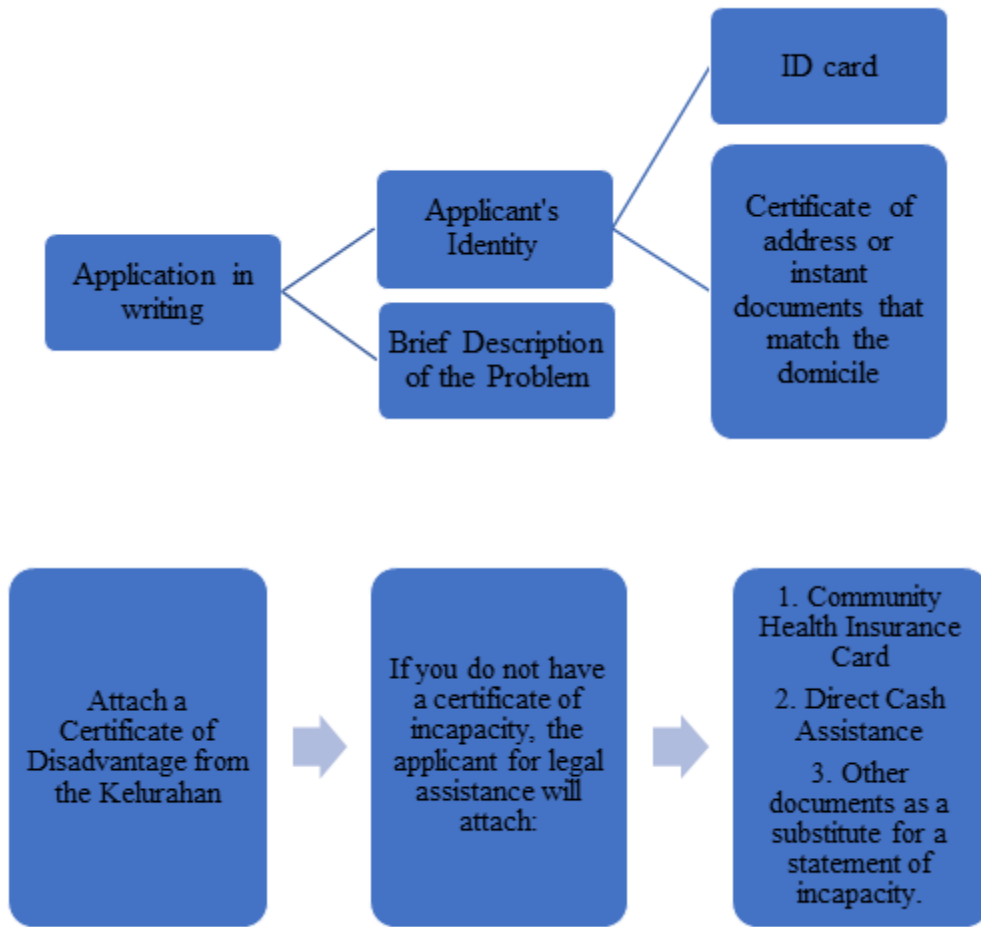 ID card
Applicant's
Identity
Certificate of
address or
instant
documents that
match the
domicile
Application in
writing
Brief Description
of the Problem
Attach a
Certificate of
Disadvantage from
the Kelurahan
If you do not have
a certificate of
incapacity, the
applicant for legal
assistance will
attach:
1. Community
Health Insurance
Card
2. Direct Cash
Assistance
3. Other
documents as a
substitute for a
statement of
incapacity.